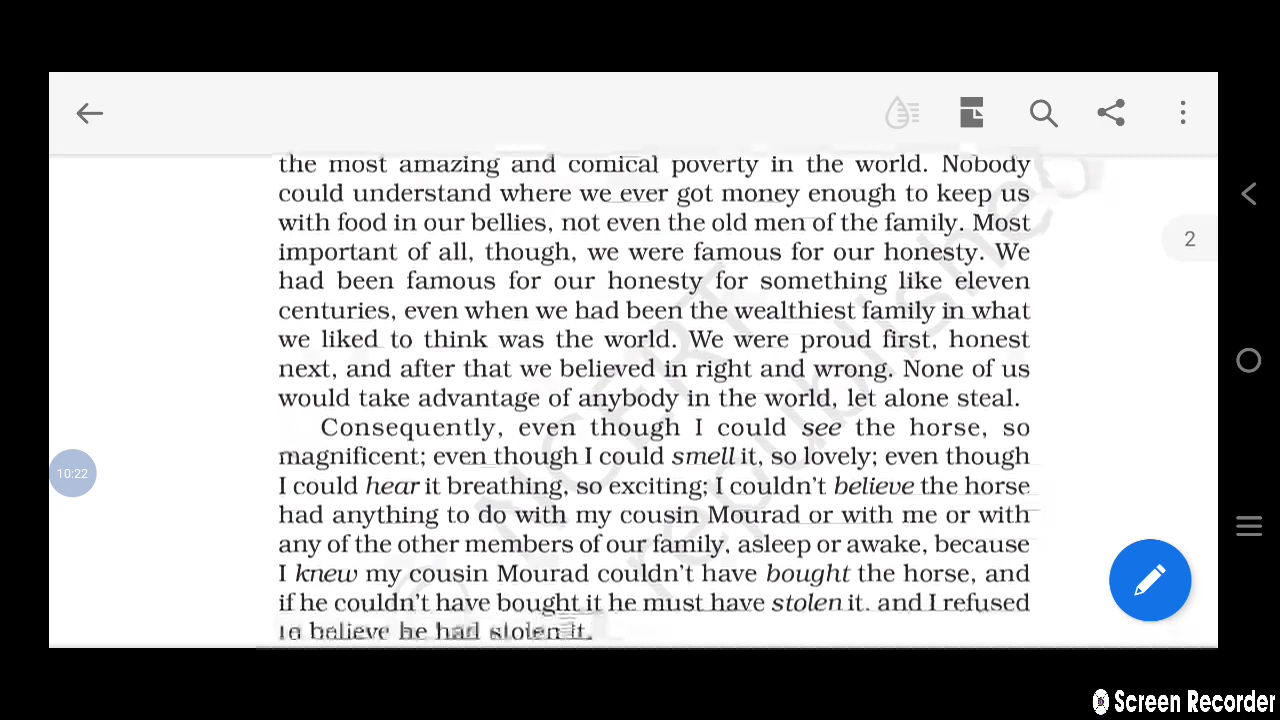 the most amazing and comical poverty in the world. Nobody
could understand where we ever got money enough to keep us
with food in our bellies, not even the old men of the family. Most
important of all, though, we were famous for our honesty. We
had been famous for our honesty for something like eleven
centuries, even when we had been the wealthiest family in what
we liked to think was the world. We were proud first, honest
next, and after that we believed in right and wrong. None of us
would take advantage of anybody in the world, let alone steal.
Consequently, even though I could see the horse, so
magnificent; even though I could smell it, so lovely; even though
I could hear it breathing, so exciting; I couldn't believe the horse
had anything to do with my cousin Mourad or with me or with
any of the other members of our family, asleep or awake, because
I knew my cousin Mourad couldn't have bought the horse, and
if he couldn't have bought it he must have stolen it. and I refused
to believe he had stolen it.
NCERT
republished
2
10:22
Screen Recorder